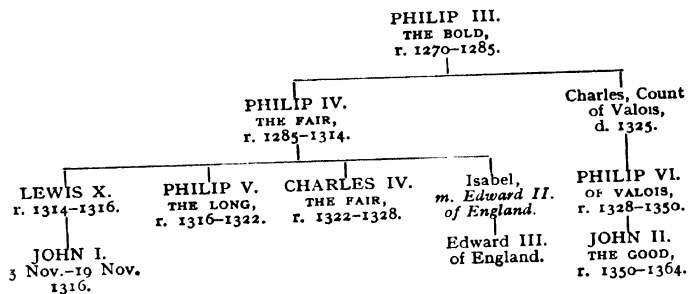 PHILIP III.
THE BOLD,
r. 1270–1285.
PHILIP IV.
THE FAIR,
r. 1285–1314.
Charles, Count
of Valois,
d. 1325.
LEWIS X.
r. 1314–1316.
PHILIP V.
THE LONG,
r. 1316–1322.
CHARLES IV.
THE FAIR,
r. 1322–1328.
Isabel,
m. Edward II.
of England.
PHILIP VI.
OF VALOIS,
r. 1328–1350.
JOHN I.
3 Nov.–19 Nov.
1316.
Edward III.
of England.
JOHN II.
THE GOOD,
r. 1350–1364.